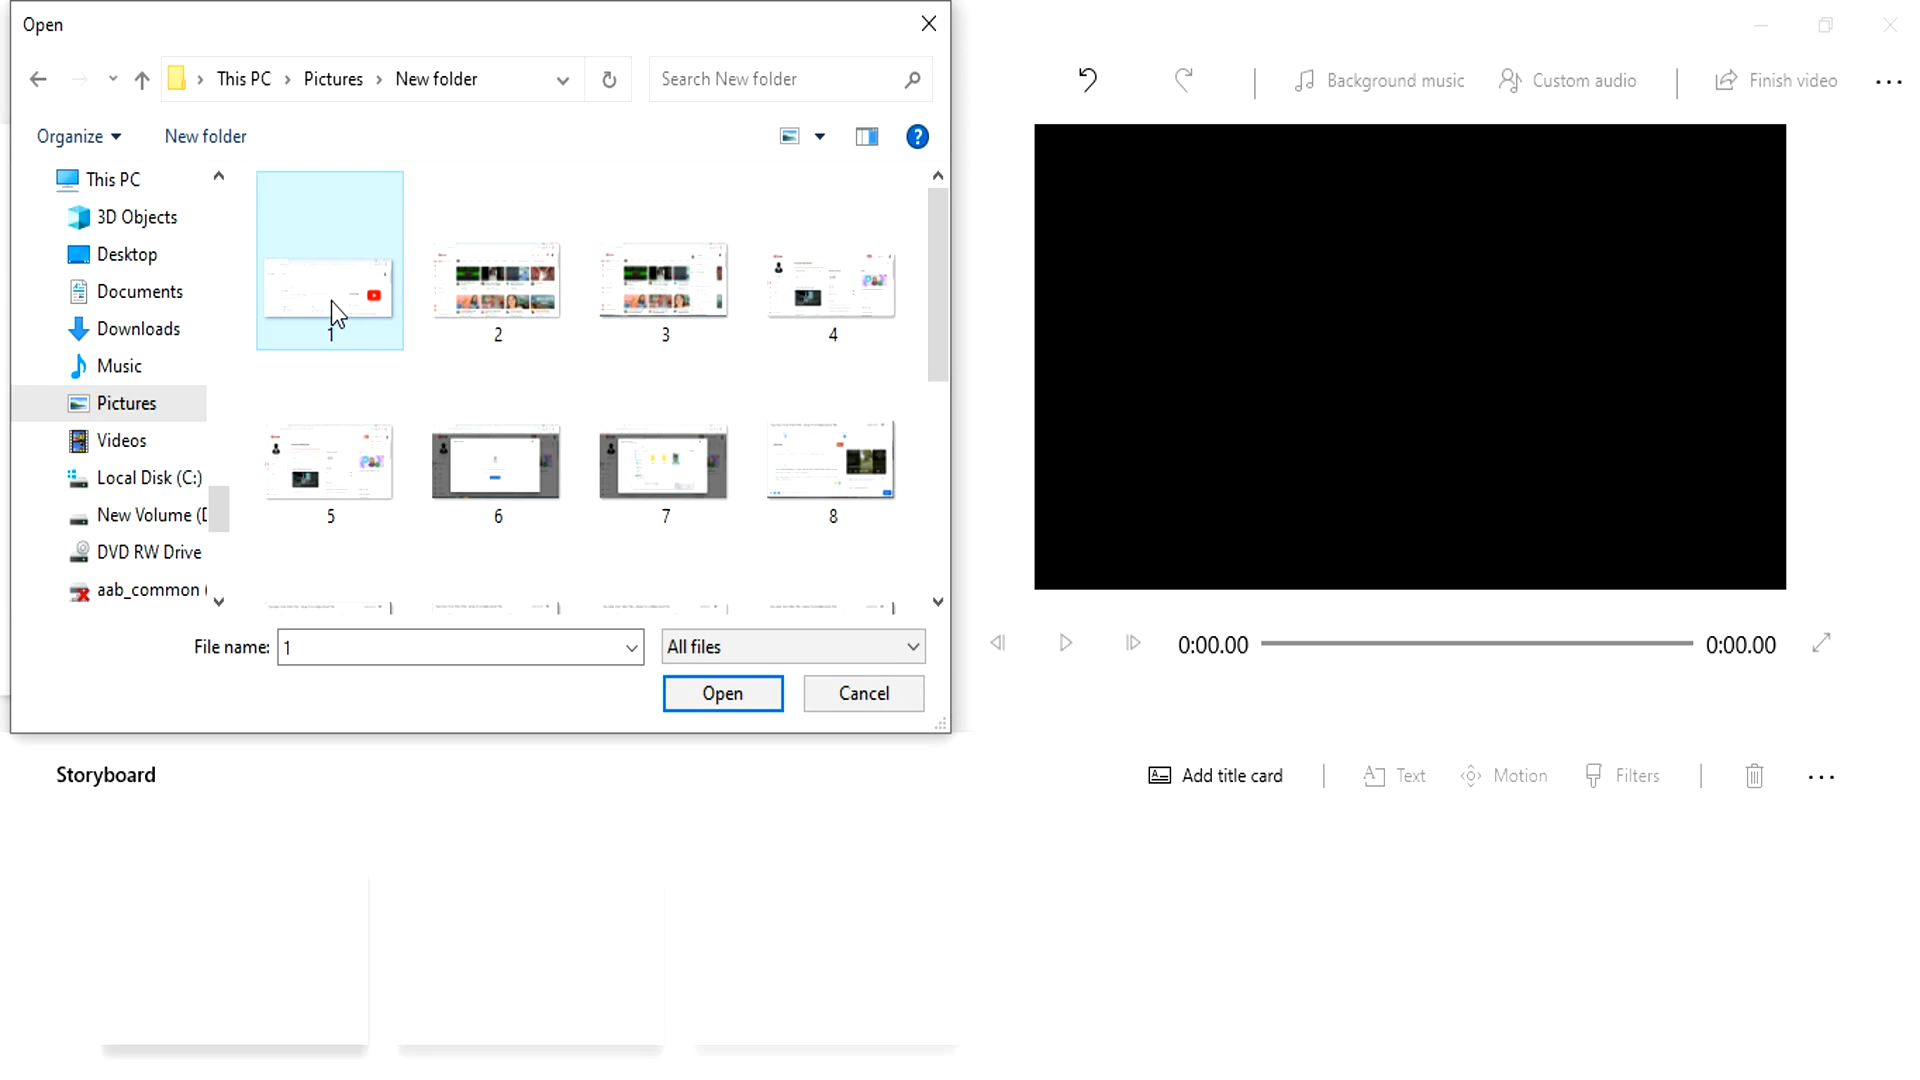 Open
This PC > Pictures > New folder
Search New folder
Organize
New folder
This PC
3D Objects
Desktop
Documents
Downloads
Music
Pictures
Videos
Local Disk (C:)
New Volume (
DVD RW Drive
aab_common
1
2
3
4
5
6
7
8
File name:
1
All files
Open
Cancel
Background music
Custom audio
Finish video
0:00.00
0:00.00
Storyboard
Add title card
Text
Motion
Filters